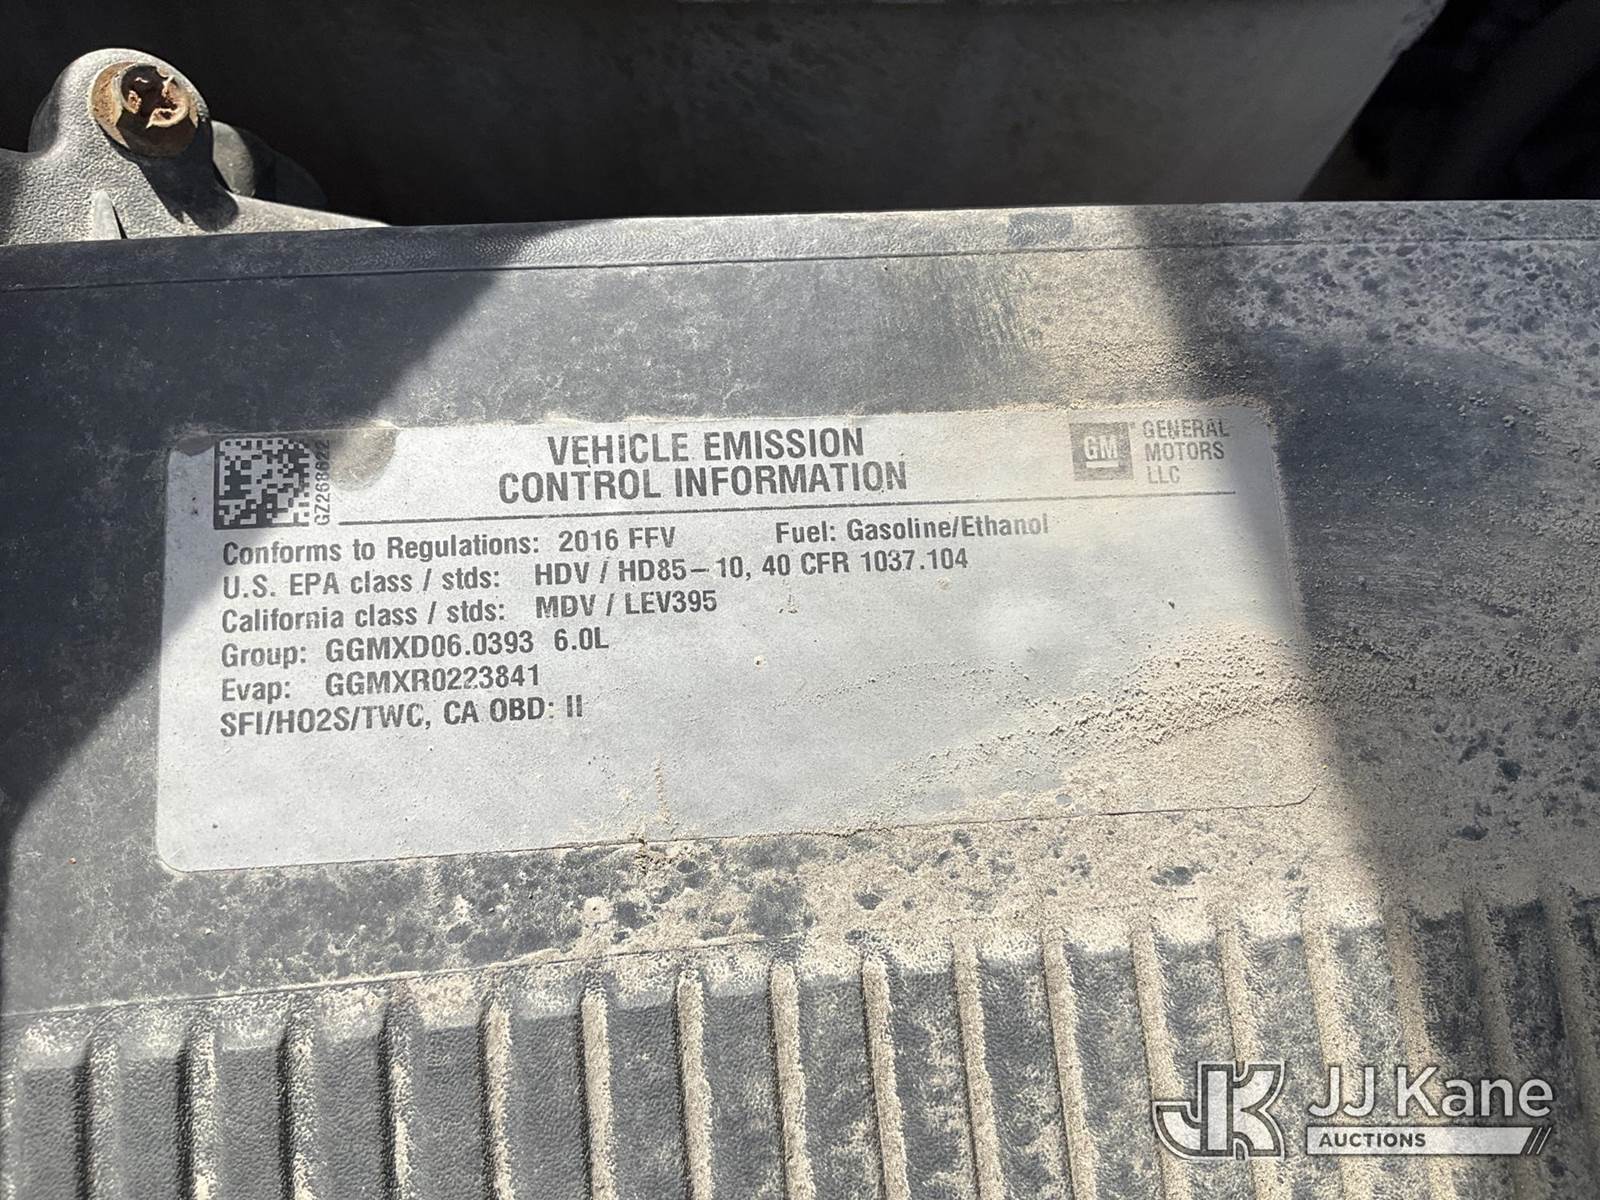 GZ268622
VEHICLE EMISSION
CONTROL INFORMATION
GM GENERAL
MOTORS
LLC
Conforms to Regulations: 2016 FFV Fuel: Gasoline/Ethanol
U.S. EPA class / stds: HDV / HD85-10, 40 CFR 1037.104
California class / stds: MDV / LEV395
Group: GGMXD06.0393 6.0L
Evap: GGMXR0223841
SFI/HO2S/TWC, CA OBD: II
JK JJ Kane
AUCTIONS